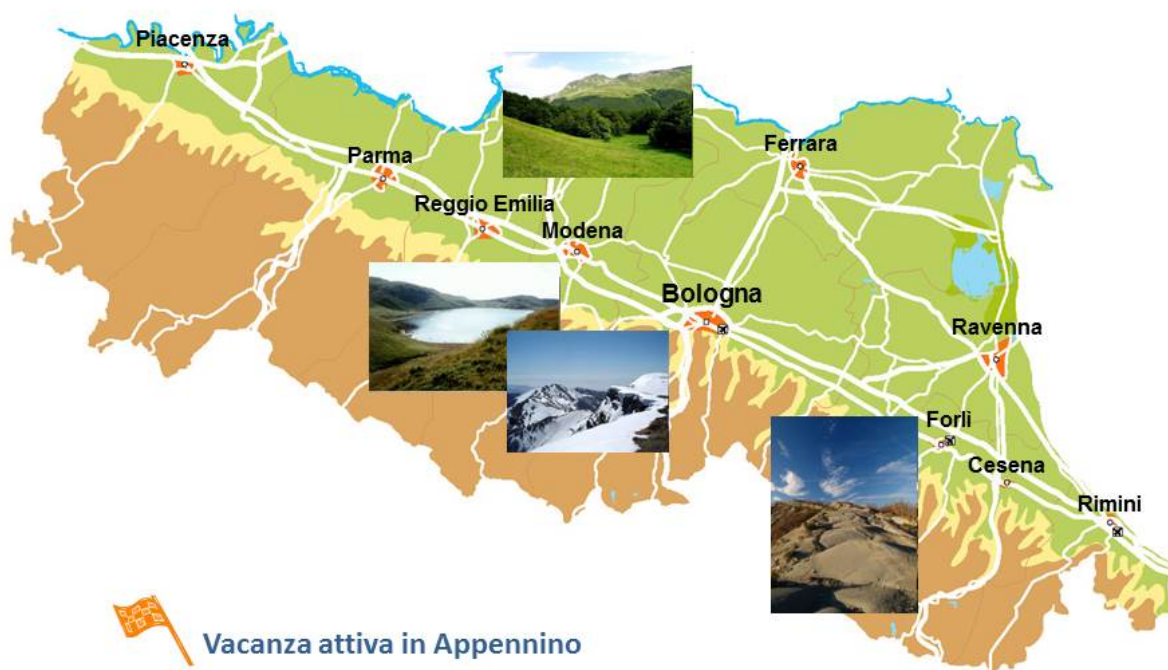 Piacenza
Parma
Ferrara
Reggio Emilia
Modena
Bologna
Ravenna
Forlì
Cesena
Rimini
Vacanza attiva in Appennino